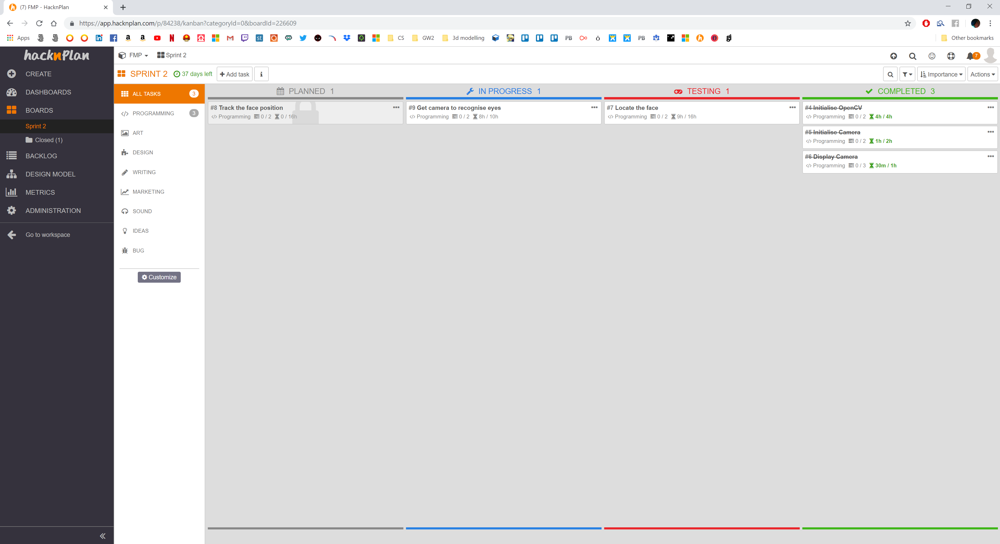 (7) FMP - HacknPlan
https://app.hacknplan.com/p/84238/kanban?categoryId=0&boardId=226609
Apps
CS
GW2
3d modelling
PB
PB
Other bookmarks
hacknPlan
FMP
Sprint 2
7
CREATE
DASHBOARDS
BOARDS
Sprint 2
Closed (1)
BACKLOG
DESIGN MODEL
METRICS
ADMINISTRATION
Go to workspace
SPRINT 2
37 days left
Add task
Importance
Actions
ALL TASKS 3
PROGRAMMING 3
ART
DESIGN
WRITING
MARKETING
SOUND
IDEAS
BUG
Customize
PLANNED 1
#8 Track the face position
Programming 0 / 2 0 / 16h
IN PROGRESS 1
#9 Get camera to recognise eyes
Programming 0 / 2 8h / 10h
TESTING 1
#7 Locate the face
Programming 0 / 2 9h / 16h
COMPLETED 3
#4 Initialise OpenCV
Programming 0 / 2 4h / 4h
#5 Initialise Camera
Programming 0 / 2 1h / 2h
#6 Display Camera
Programming 0 / 3 30m / 1h